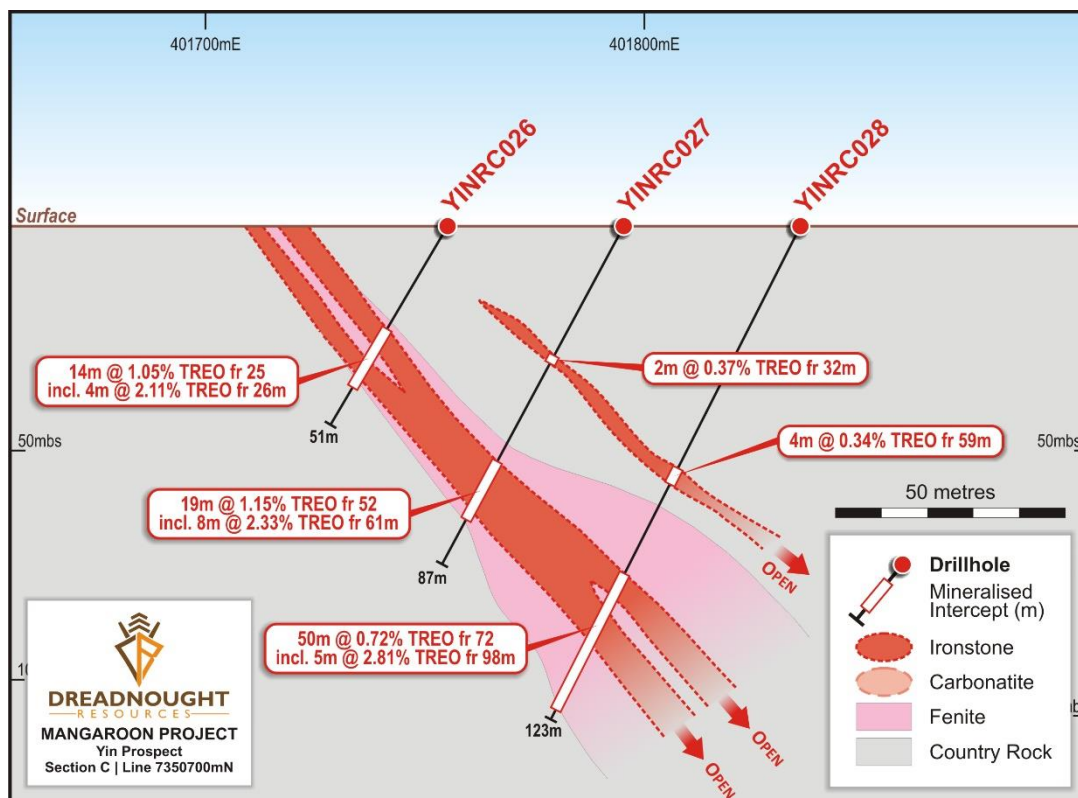 401700mE
401800mE
YINRC026
YINRC027
YINRC028
Surface
14m @ 1.05% TREO fr 25
incl. 4m @ 2.11% TREO fr 26m
2m @ 0.37% TREO fr 32m
51m
50mbs
4m @ 0.34% TREO fr 59m
50mbs
19m @ 1.15% TREO fr 52
incl. 8m @ 2.33% TREO fr 61m
87m
50 metres
OPEN
50m @ 0.72% TREO fr 72
incl. 5m @ 2.81% TREO fr 98m
123m
OPEN
OPEN
Drillhole
Mineralised
Intercept (m)
Ironstone
Carbonatite
Fenite
Country Rock
DREADNOUGHT
RESOURCES
MANGAROON PROJECT
Yin Prospect
Section C | Line 7350700mN